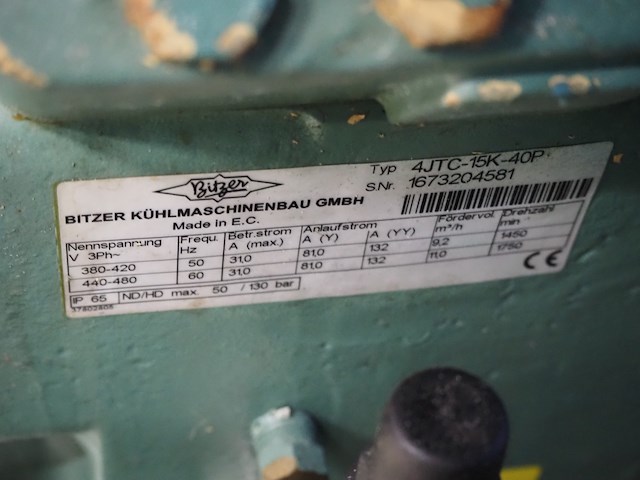 Bitzer
BITZER KÜHLMASCHINENBAU GMBH
Made in E.C.
Typ 4JTC-15K-40P
S.Nr. 1673204581
Nennspannung Frequ. Betr.strom Anlaufstrom Fördervol Drehzahl
V 3Ph~ Hz A (max.) A (Y) A (YY) m³/h min
380-420 50 31,0 81,0 132 9,2 1450
440-480 60 31,0 81,0 132 11,0 1750
IP 65 ND/HD max. 50 / 130 bar
CE